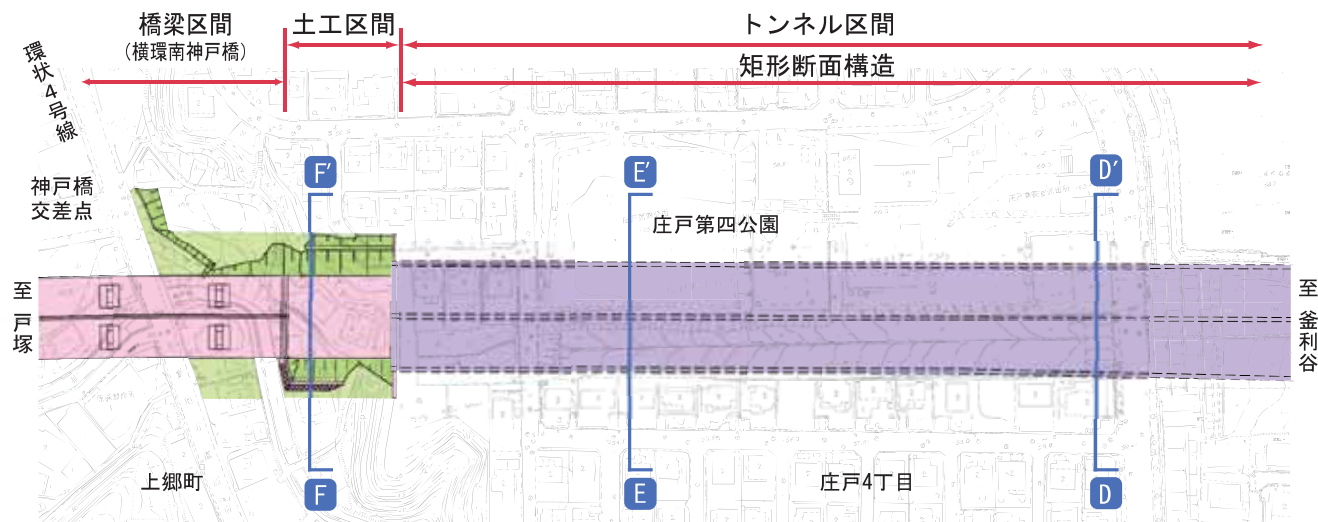 橋梁区間
(横環南神戸橋)
土工区間
トンネル区間
矩形断面構造
環状4号線
神戸橋
交差点
F′
E′
D′
庄戸第四公園
至 戸塚
至 釜利谷
上郷町
庄戸4丁目
F
E
D